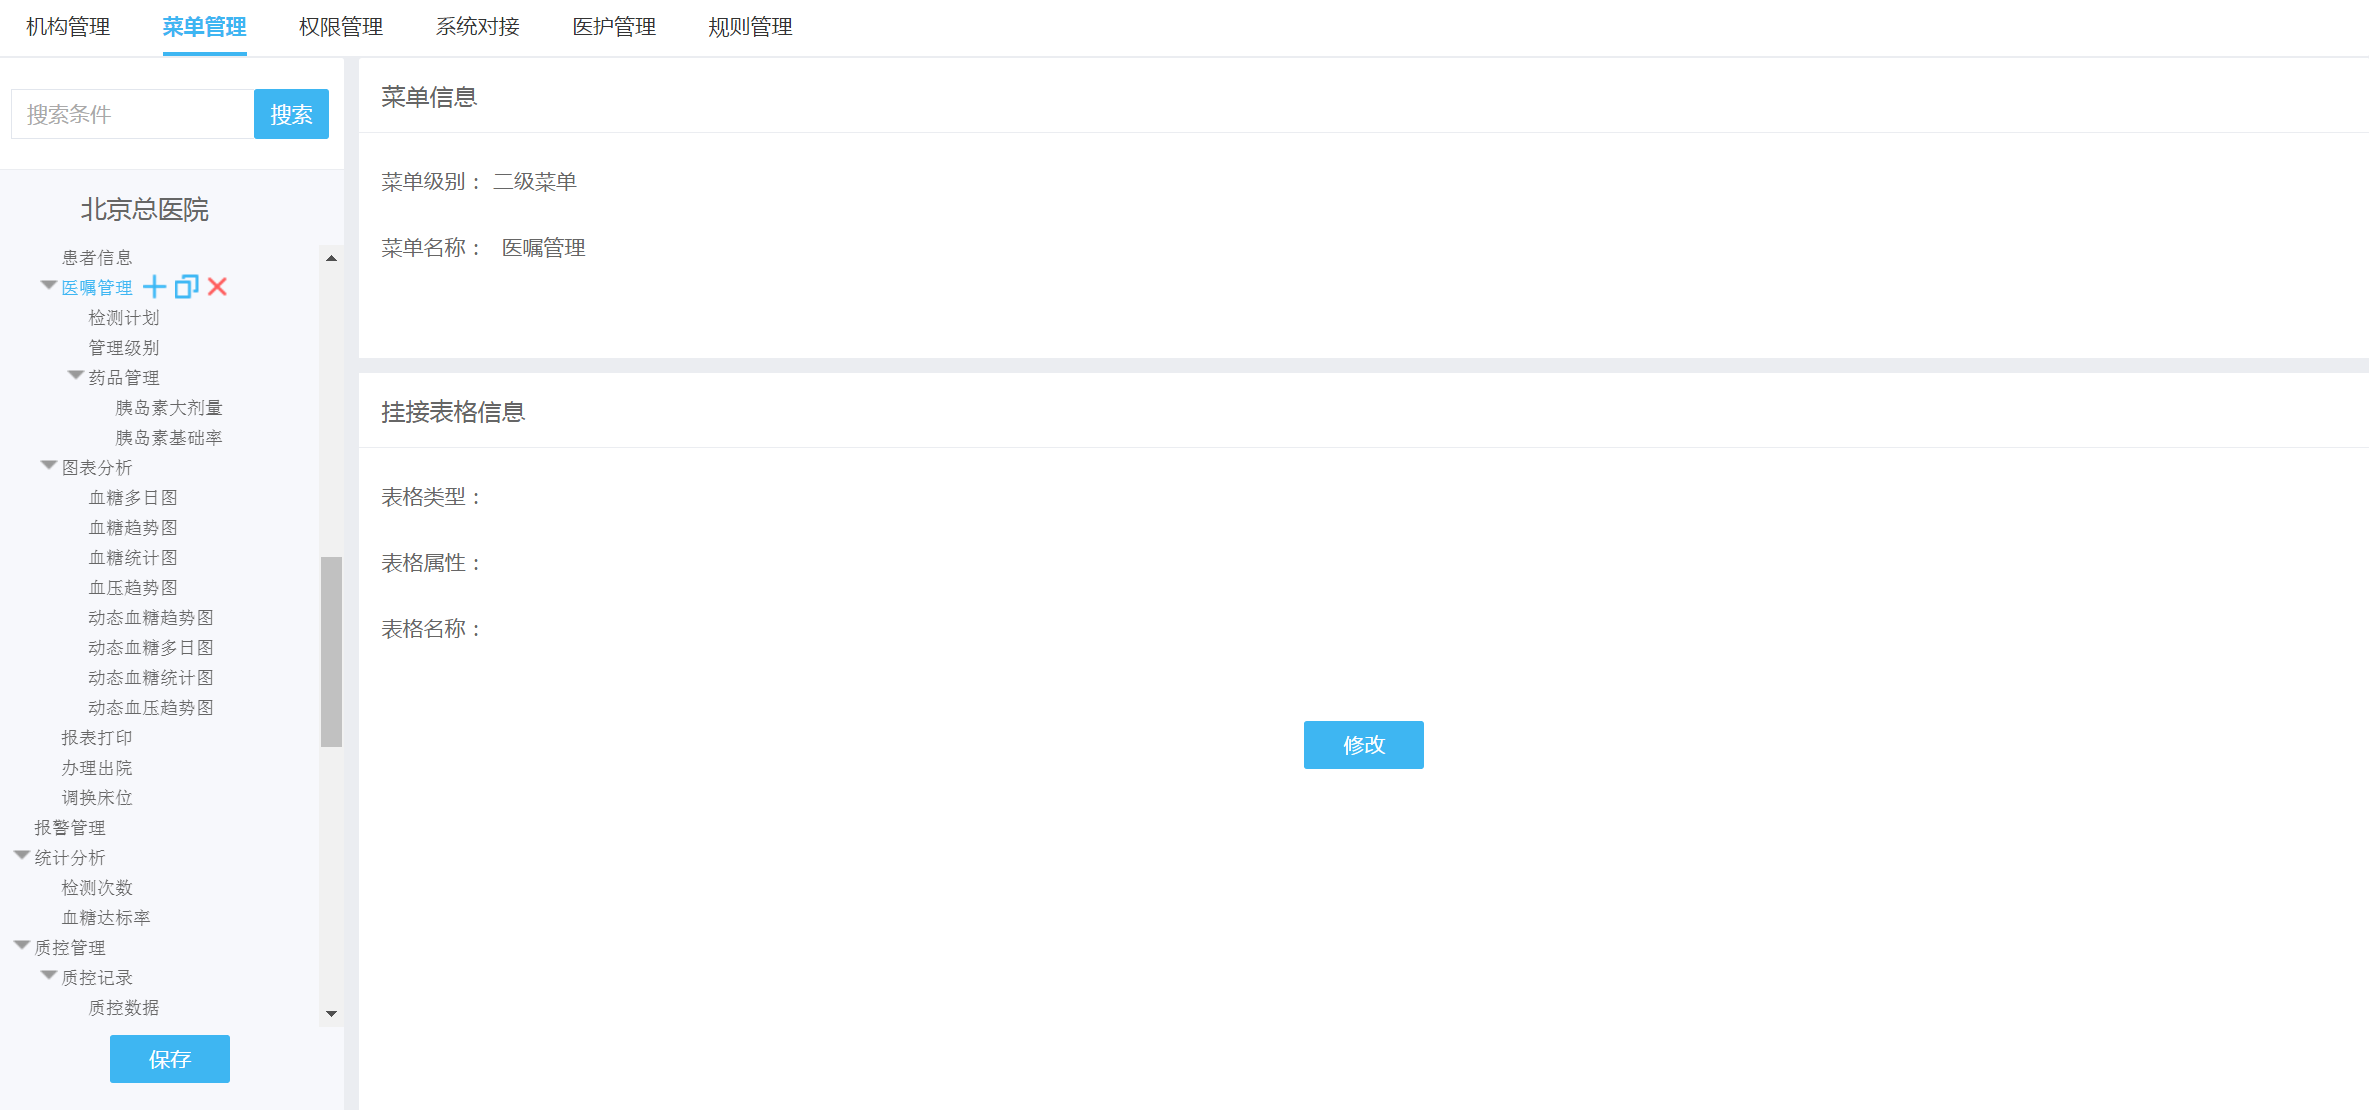 机构管理 菜单管理 权限管理 系统对接 医护管理 规则管理
搜索条件 搜索
北京总医院
患者信息
医嘱管理
检测计划
管理级别
药品管理
胰岛素大剂量
胰岛素基础率
图表分析
血糖多日图
血糖趋势图
血糖统计图
血压趋势图
动态血糖趋势图
动态血糖多日图
动态血糖统计图
动态血压趋势图
报表打印
办理出院
调换床位
报警管理
统计分析
检测次数
血糖达标率
质控管理
质控记录
质控数据
保存
菜单信息
菜单级别： 二级菜单
菜单名称： 医嘱管理
挂接表格信息
表格类型：
表格属性：
表格名称：
修改